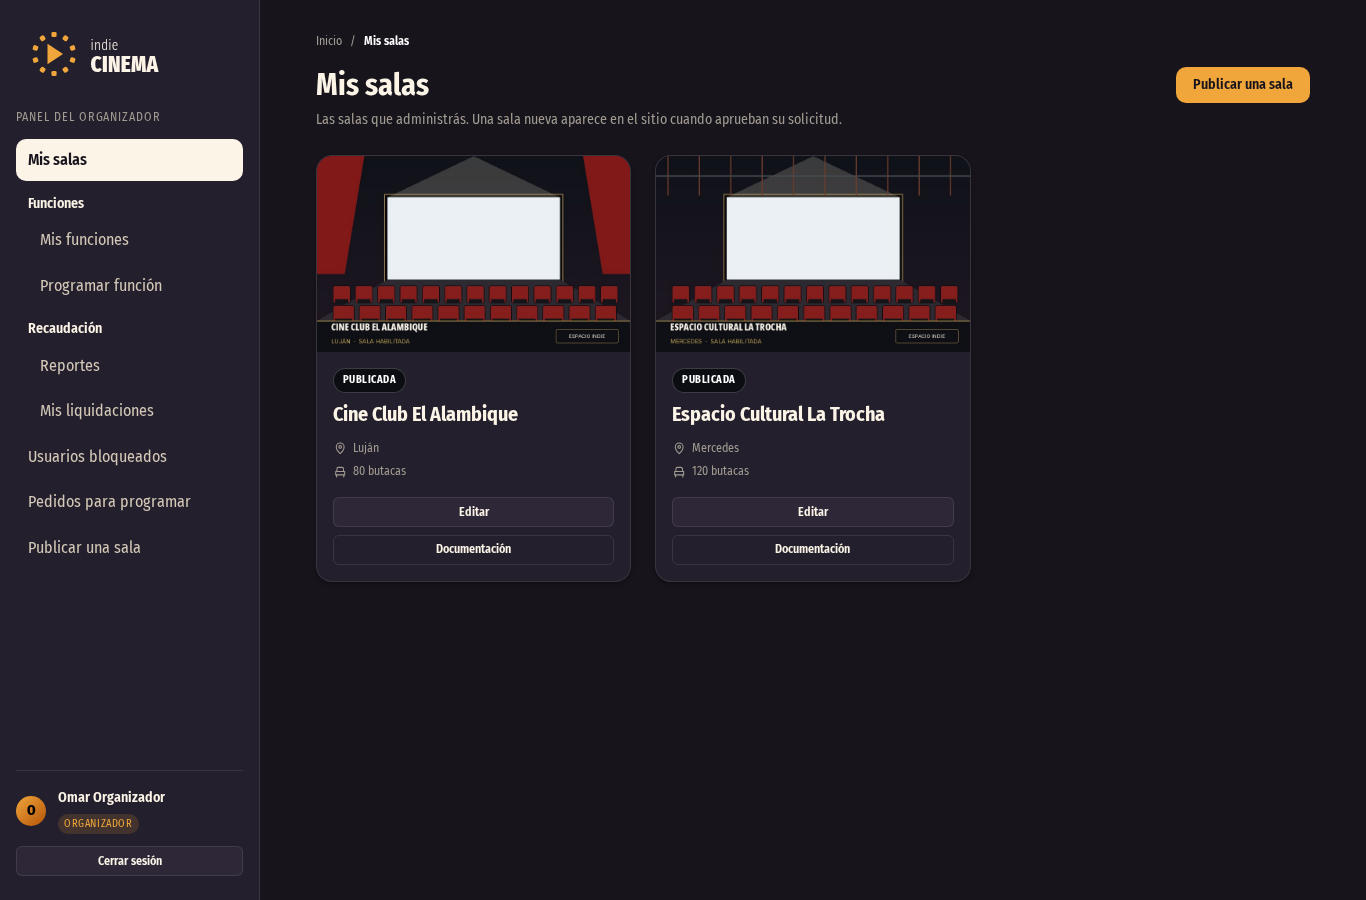 indie
CINEMA
PANEL DEL ORGANIZADOR
Mis salas
Funciones
Mis funciones
Programar función
Recaudación
Reportes
Mis liquidaciones
Usuarios bloqueados
Pedidos para programar
Publicar una sala
O
Omar Organizador
ORGANIZADOR
Cerrar sesión
Inicio / Mis salas
Mis salas
Publicar una sala
Las salas que administrás. Una sala nueva aparece en el sitio cuando aprueban su solicitud.
CINE CLUB EL ALAMBIQUE
LUJÁN - SALA HABILITADA
ESPACIO INDIE
PUBLICADA
Cine Club El Alambique
Luján
80 butacas
Editar
Documentación
ESPACIO CULTURAL LA TROCHA
MERCEDES - SALA HABILITADA
ESPACIO INDIE
PUBLICADA
Espacio Cultural La Trocha
Mercedes
120 butacas
Editar
Documentación